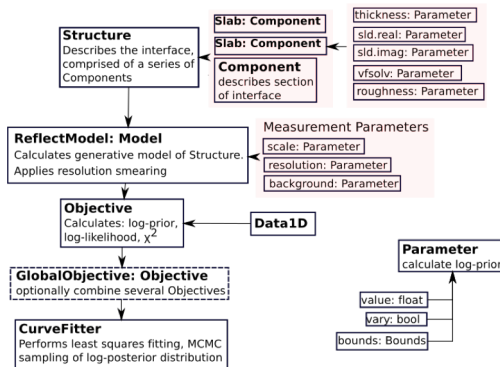 Structure
Describes the interface,
comprised of a series of
Components
Slab: Component
Slab: Component
Component
describes section
of interface
thickness: Parameter
sld.real: Parameter
sld.imag: Parameter
vfsolv: Parameter
roughness: Parameter
ReflectModel: Model
Calculates generative model of Structure.
Applies resolution smearing
Measurement Parameters
scale: Parameter
resolution: Parameter
background: Parameter
Objective
Calculates: log-prior,
log-likelihood, χ2
Data1D
GlobalObjective: Objective
optionally combine several Objectives
CurveFitter
Performs least squares fitting, MCMC
sampling of log-posterior distribution
Parameter
calculate log-prior
value: float
vary: bool
bounds: Bounds